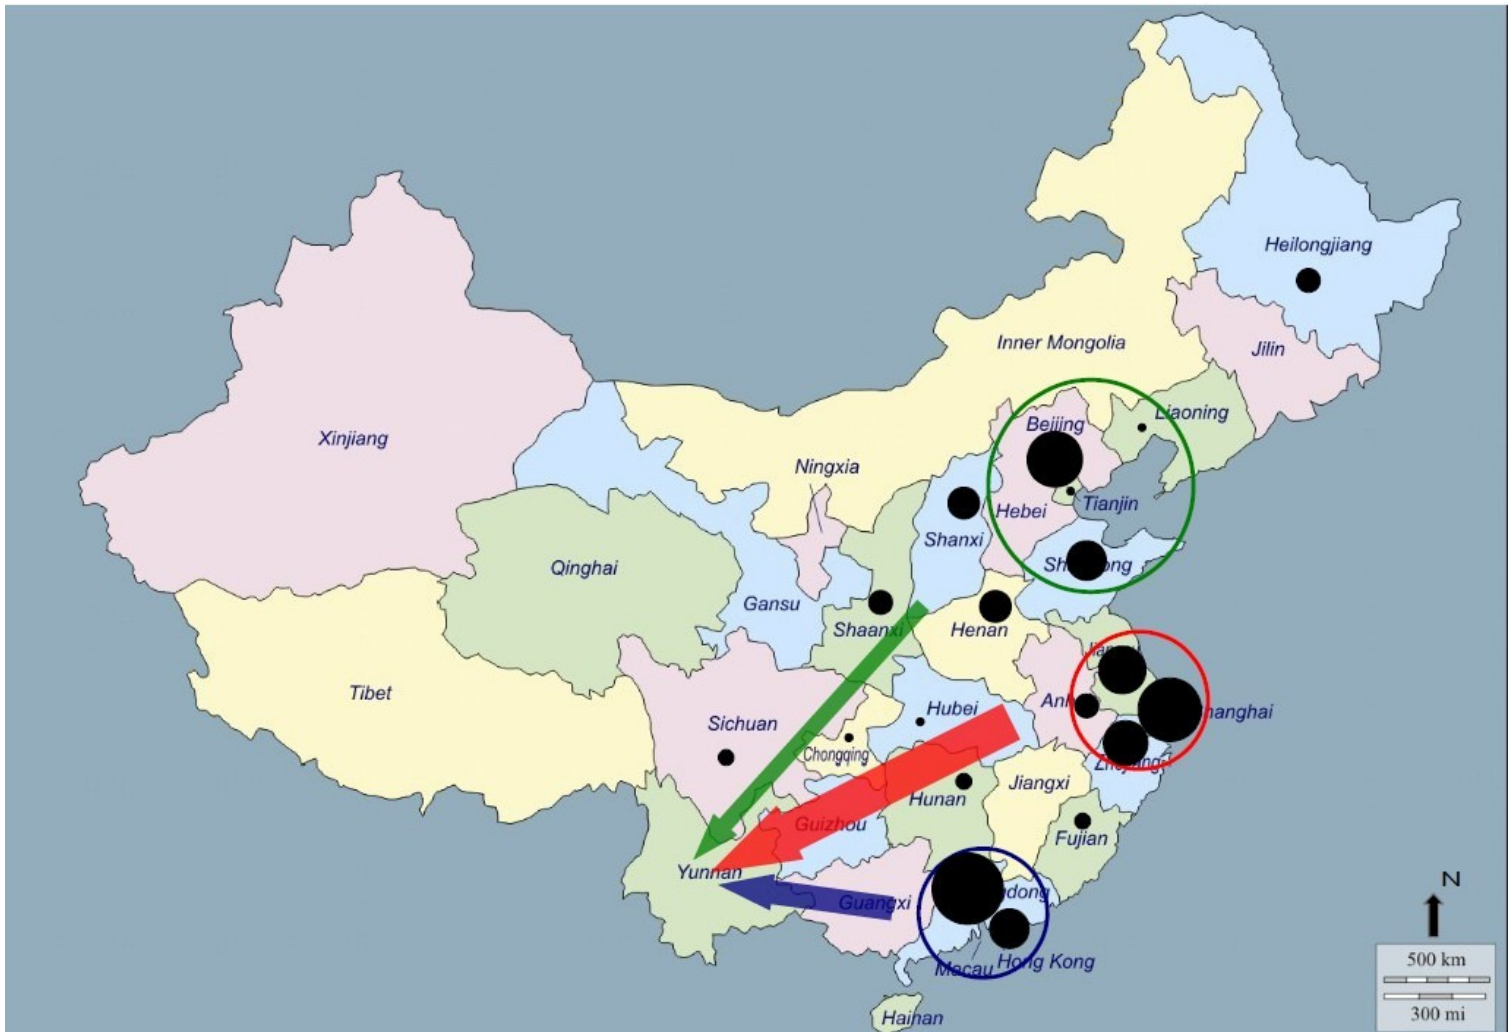 Heilongjiang
Inner Mongolia
Jilin
Liaoning
Beijing
Xinjiang
Ningxia
Tianjin
Hebei
Shanxi
Qinghai
Gansu
Shaanxi
Henan
Tibet
Sichuan
Hubei
Chongqing
Jiangxi
Hunan
Guizhou
Fujian
Yunnan
Guangxi
N
Macau
Hong Kong
500 km
300 mi
Hainan